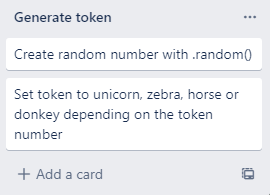 Generate token
Create random number with .random()
Set token to unicorn, zebra, horse or
donkey depending on the token
number
Add a card